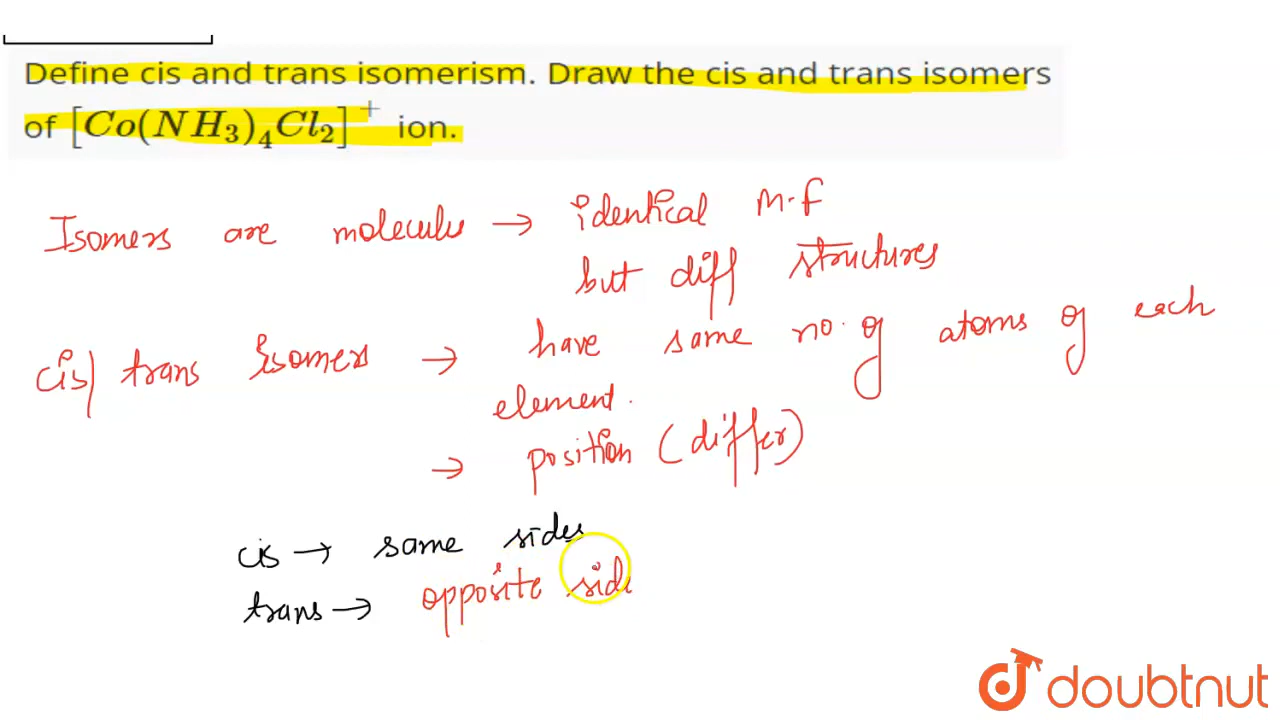 Define cis and trans isomerism. Draw the cis and trans isomers
of [Co(NH₃)₄Cl₂]⁺ ion.
Isomers are molecules → identical M.F
but diff structures
cis/ trans Isomers → have same no. of atoms of each
element.
→ position (differ)
cis → same sides
trans → opposite side
doubtnut